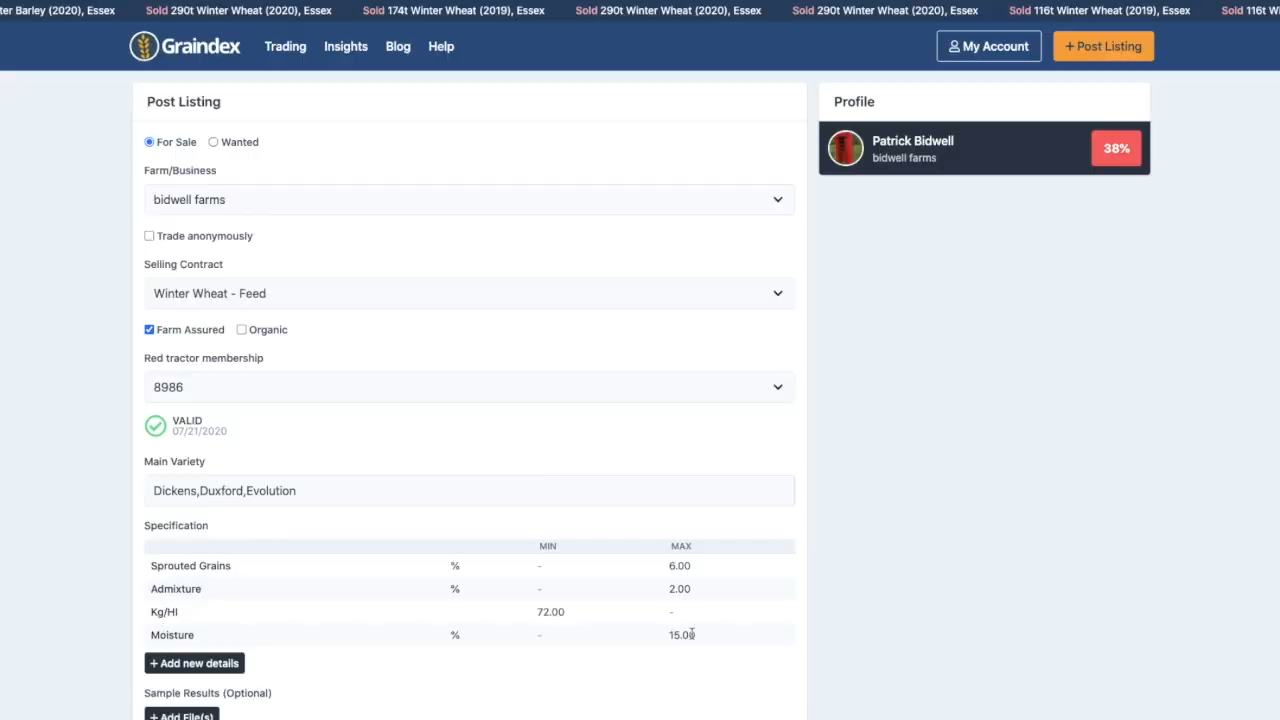 ter Barley (2020), Essex Sold 290t Winter Wheat (2020), Essex Sold 174t Winter Wheat (2019), Essex Sold 290t Winter Wheat (2020), Essex Sold 290t Winter Wheat (2020), Essex Sold 116t Winter Wheat (2019), Essex Sold 116t Wi
Graindex Trading Insights Blog Help My Account + Post Listing
Post Listing
For Sale Wanted
Farm/Business
bidwell farms
Trade anonymously
Selling Contract
Winter Wheat - Feed
Farm Assured Organic
Red tractor membership
8986
VALID
07/21/2020
Main Variety
Dickens,Duxford,Evolution
Specification
MIN MAX
Sprouted Grains % - 6.00
Admixture % - 2.00
Kg/Hl 72.00 -
Moisture % - 15.00
+ Add new details
Sample Results (Optional)
+ Add File(s)
Profile
Patrick Bidwell
bidwell farms
38%